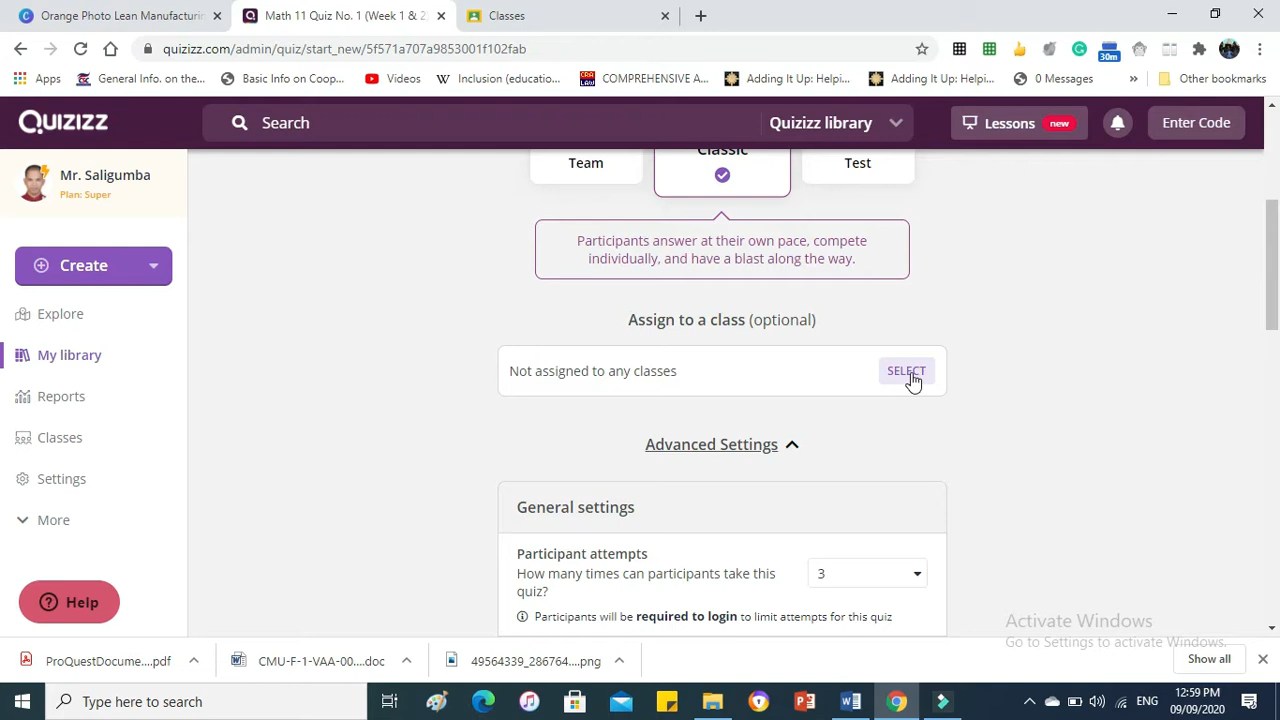 Orange Photo Lean Manufacturin
Math 11 Quiz No. 1 (Week 1 & 2)
Classes
quizizz.com/admin/quiz/start_new/5f571a707a9853001f102fab
30m
Apps
General Info. on the...
Basic Info on Coop...
Videos
Inclusion (educatio...
COMPREHENSIVE A...
Adding It Up: Helpi...
Adding It Up: Helpi...
0 Messages
»
Other bookmarks
Quizizz
Search
Quizizz library
Lessons new
Enter Code
Mr. Saligumba
Plan: Super
Create
Explore
My library
Reports
Classes
Settings
More
Help
Team
Classic
Test
Participants answer at their own pace, compete
individually, and have a blast along the way.
Assign to a class (optional)
Not assigned to any classes
SELECT
Advanced Settings
General settings
Participant attempts
How many times can participants take this
quiz?
3
Participants will be required to login to limit attempts for this quiz
Activate Windows
Go to Settings to activate Windows.
ProQuestDocume....pdf
CMU-F-1-VAA-00....doc
49564339_286764....png
Show all
Type here to search
ENG
12:59 PM
09/09/2020